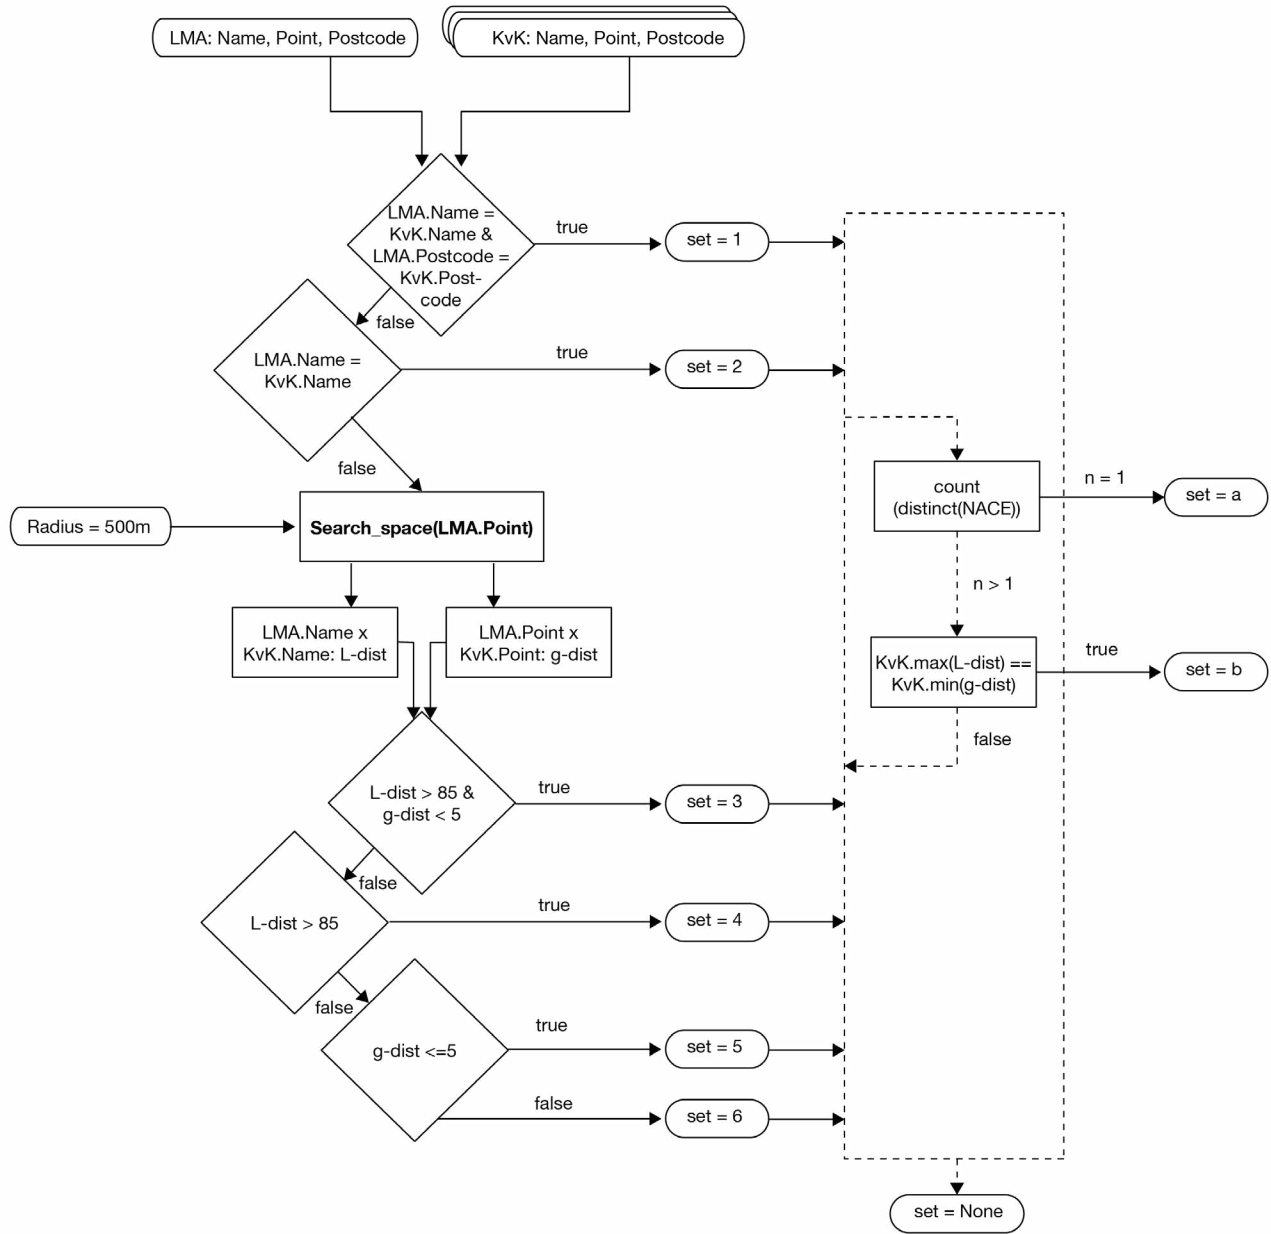 LMA: Name, Point, Postcode
KvK: Name, Point, Postcode
LMA.Name =
KvK.Name &
LMA.Postcode =
KvK.Post-
code
true
set = 1
false
LMA.Name =
KvK.Name
true
set = 2
false
Radius = 500m
Search_space(LMA.Point)
LMA.Name x
KvK.Name: L-dist
LMA.Point x
KvK.Point: g-dist
count
(distinct(NACE))
n = 1
set = a
n > 1
KvK.max(L-dist) ==
KvK.min(g-dist)
true
set = b
false
L-dist > 85 &
g-dist < 5
true
set = 3
false
L-dist > 85
true
set = 4
false
g-dist <=5
true
set = 5
false
set = 6
set = None